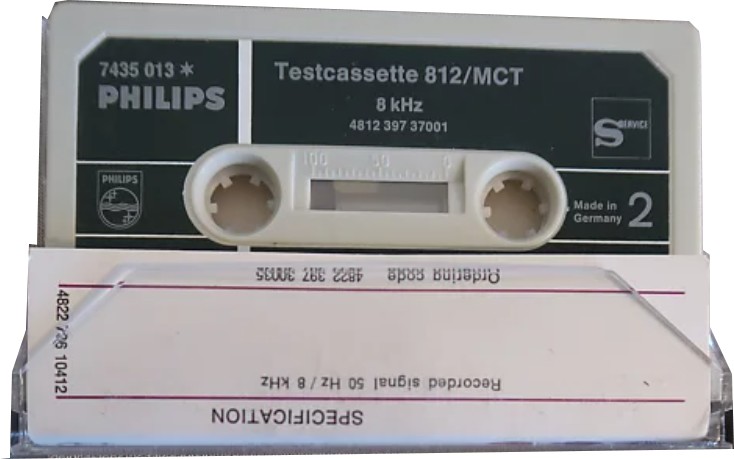 7435 013 *
PHILIPS
Testcassette 812/MCT
8 kHz
4812 397 37001
SERVICE
100 50 0
PHILIPS
Made in
Germany
2
Ordering code 4822 397 30035
4822 726 10412
Recorded signal 50 Hz / 8 kHz
SPECIFICATION